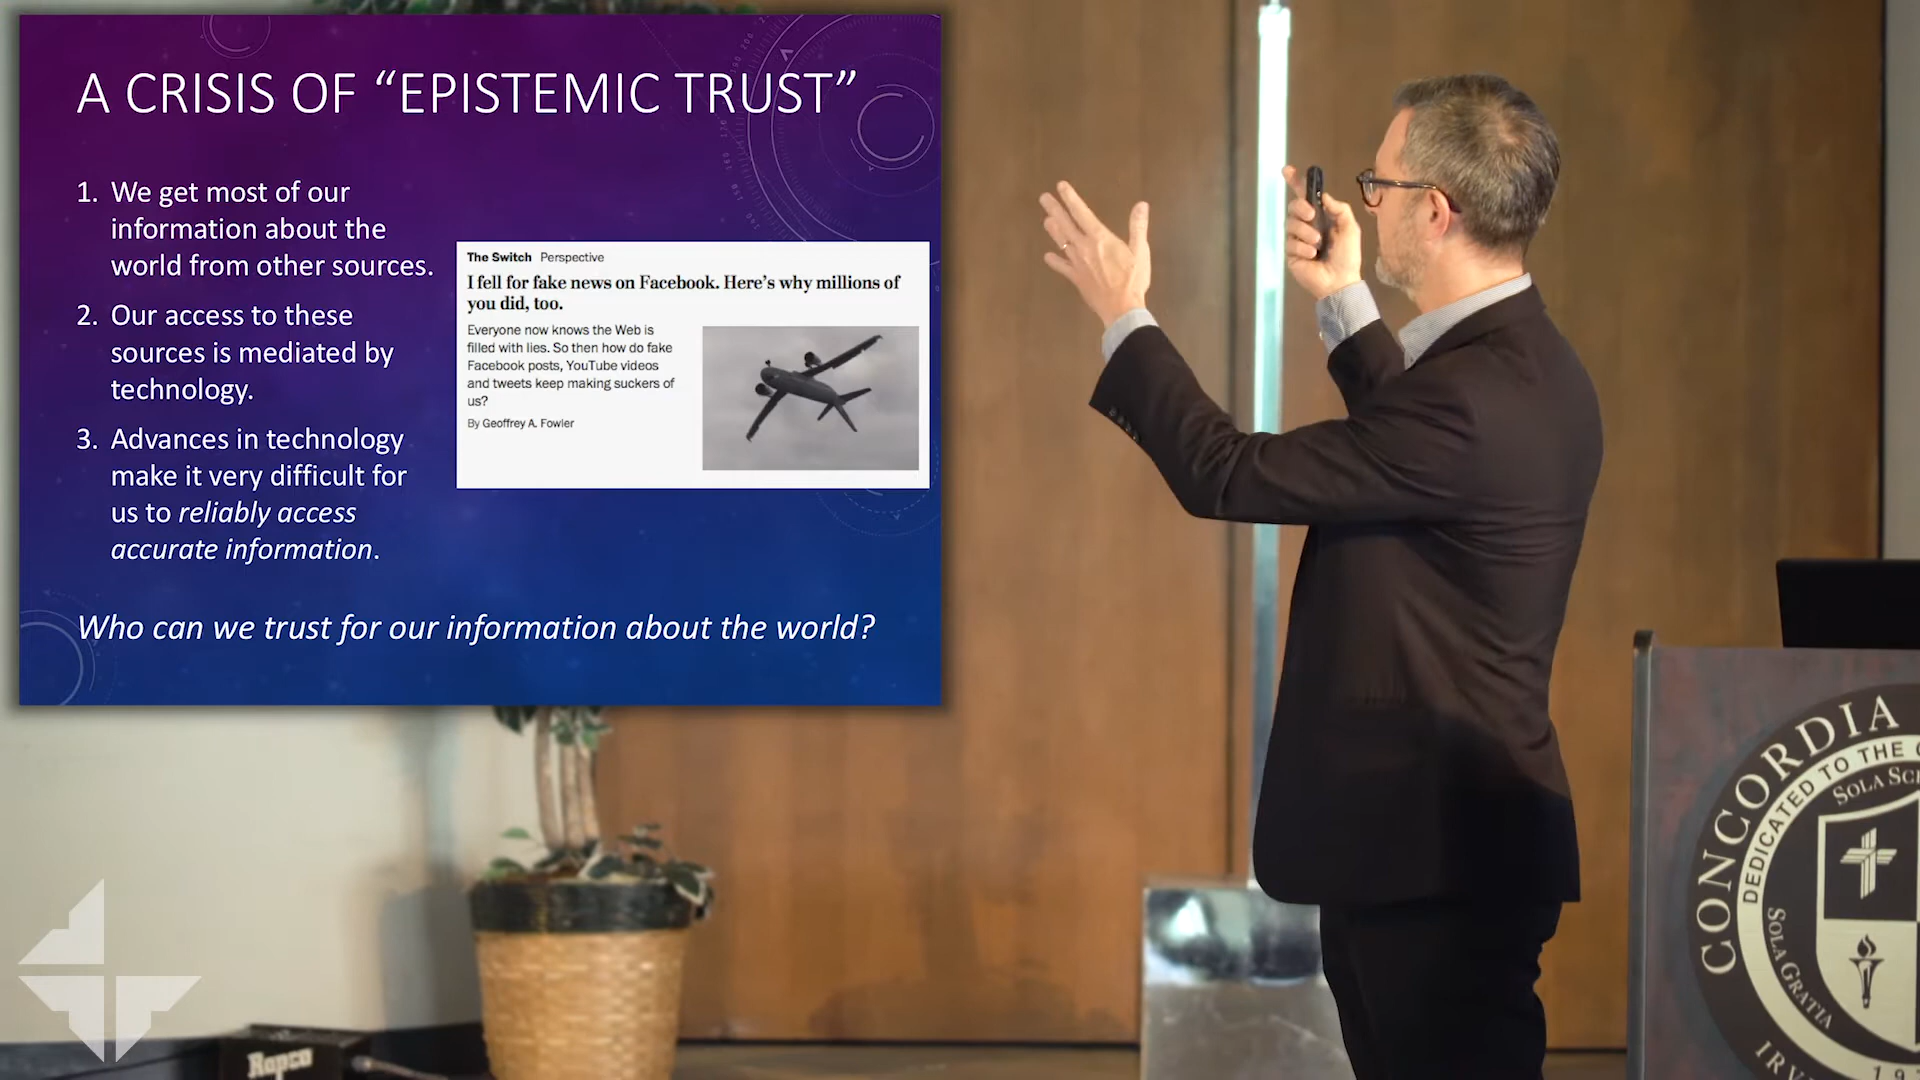 A CRISIS OF “EPISTEMIC TRUST”
1. We get most of our
information about the
world from other sources.
2. Our access to these
sources is mediated by
technology.
3. Advances in technology
make it very difficult for
us to reliably access
accurate information.
The Switch Perspective
I fell for fake news on Facebook. Here’s why millions of
you did, too.
Everyone now knows the Web is
filled with lies. So then how do fake
Facebook posts, YouTube videos
and tweets keep making suckers of
us?
By Geoffrey A. Fowler
Who can we trust for our information about the world?
CONCORDIA
DEDICATED TO THE
SOLA
SOLA GRATIA
Rapco